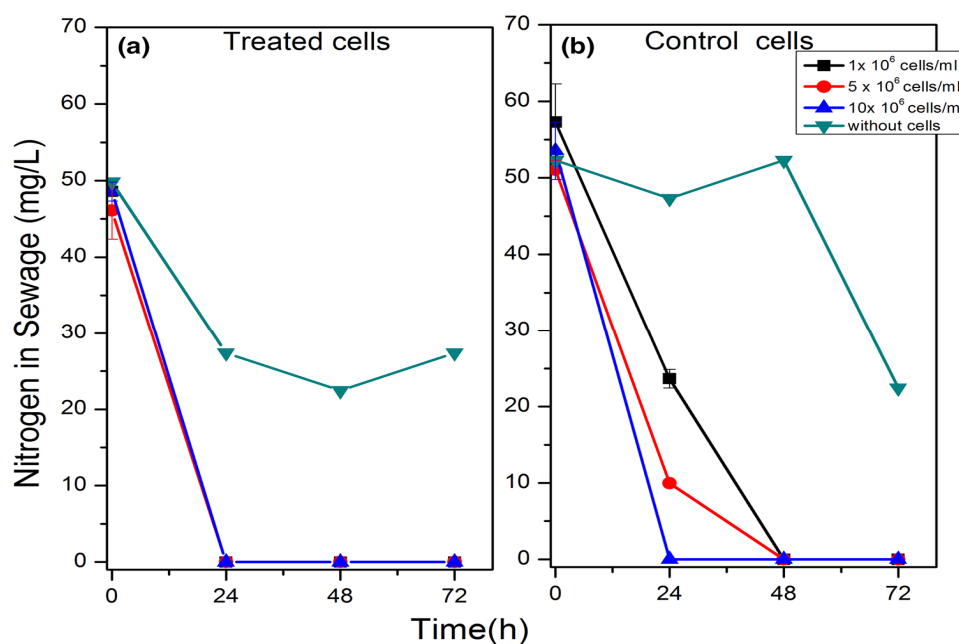 (a) Treated cells
(b) Control cells
1x 10⁶ cells/ml
5 x 10⁶ cells/ml
10x 10⁶ cells/m
without cells
Nitrogen in Sewage (mg/L)
70
60
50
40
30
20
10
0
70
60
50
40
30
20
10
0
0 24 48 72
0 24 48 72
Time(h)